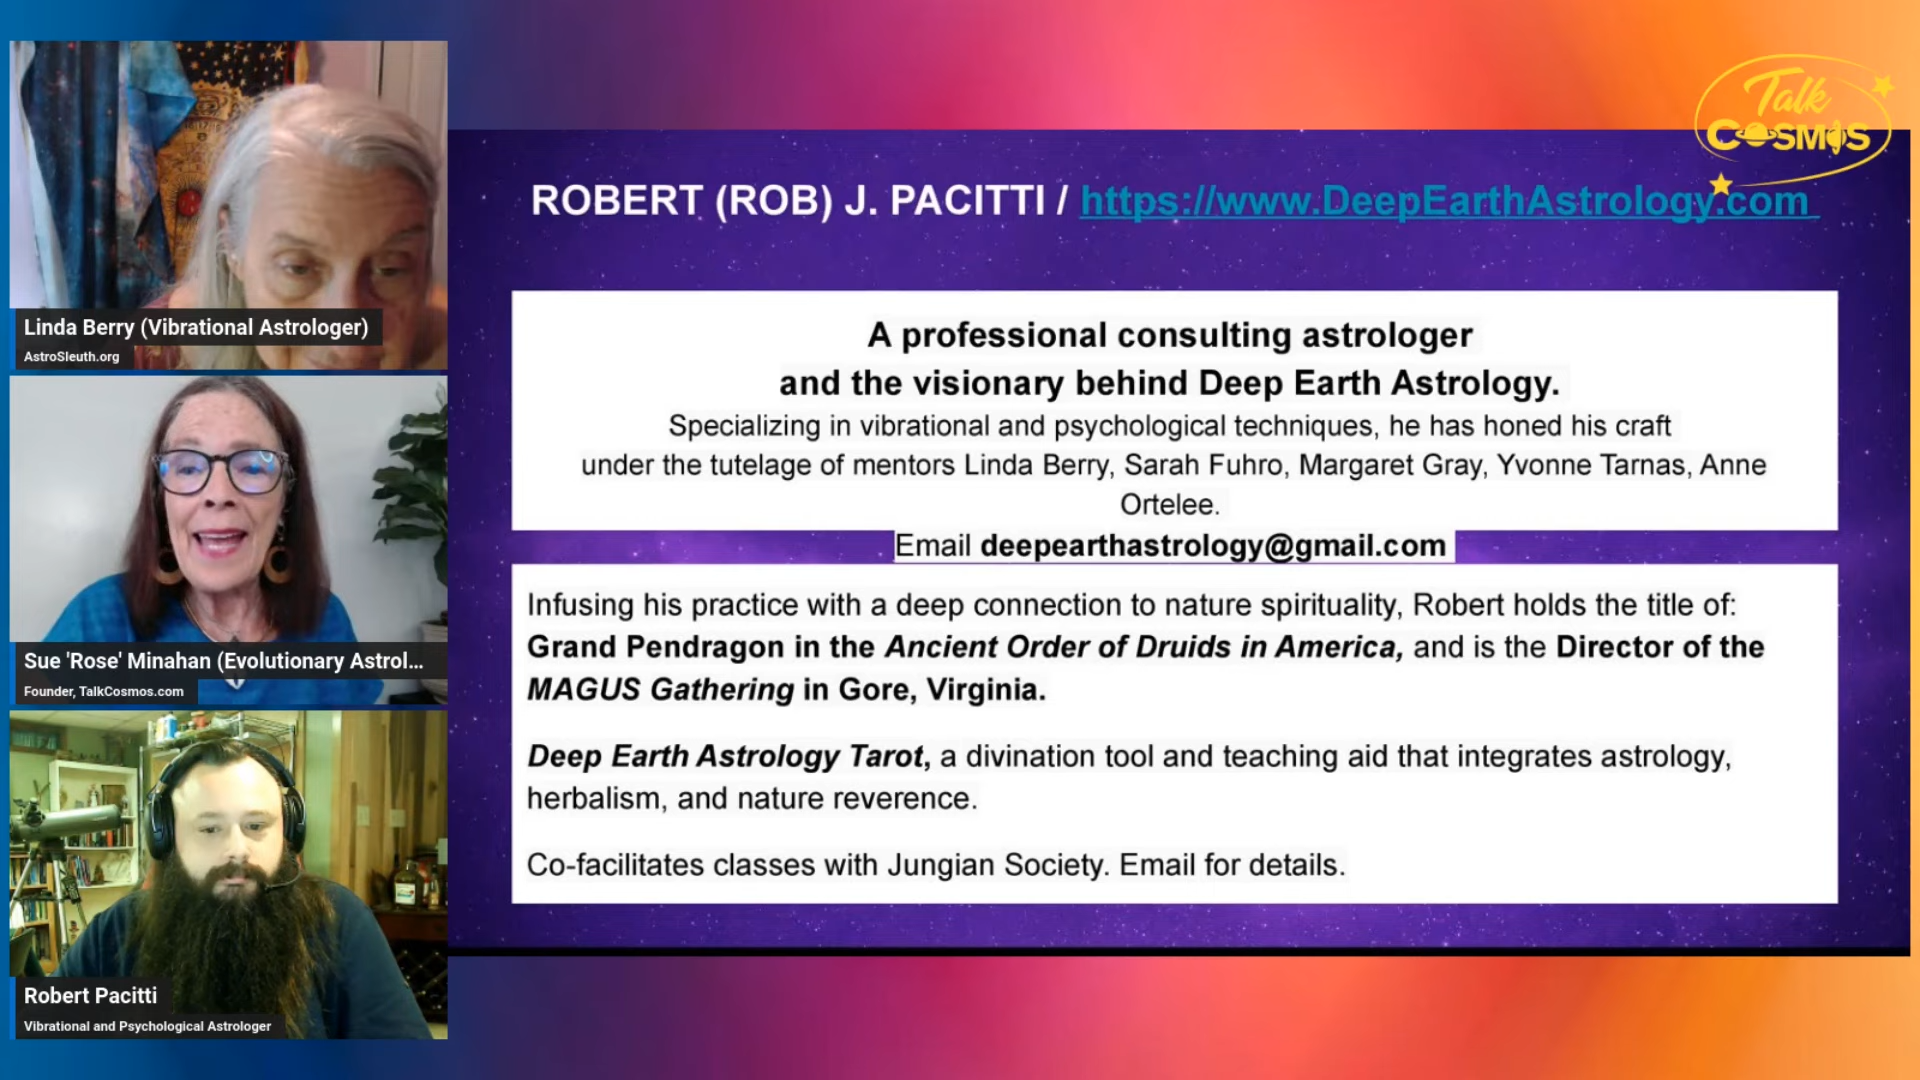 Talk
COSMOS
ROBERT (ROB) J. PACITTI / https://www.DeepEarthAstrology.com
A professional consulting astrologer
and the visionary behind Deep Earth Astrology.
Specializing in vibrational and psychological techniques, he has honed his craft
under the tutelage of mentors Linda Berry, Sarah Fuhro, Margaret Gray, Yvonne Tarnas, Anne
Ortelee.
Email deepearthastrology@gmail.com
Infusing his practice with a deep connection to nature spirituality, Robert holds the title of:
Grand Pendragon in the Ancient Order of Druids in America, and is the Director of the
MAGUS Gathering in Gore, Virginia.
Deep Earth Astrology Tarot, a divination tool and teaching aid that integrates astrology,
herbalism, and nature reverence.
Co-facilitates classes with Jungian Society. Email for details.
Linda Berry (Vibrational Astrologer)
AstroSleuth.org
Sue 'Rose' Minahan (Evolutionary Astrol...
Founder, TalkCosmos.com
Robert Pacitti
Vibrational and Psychological Astrologer